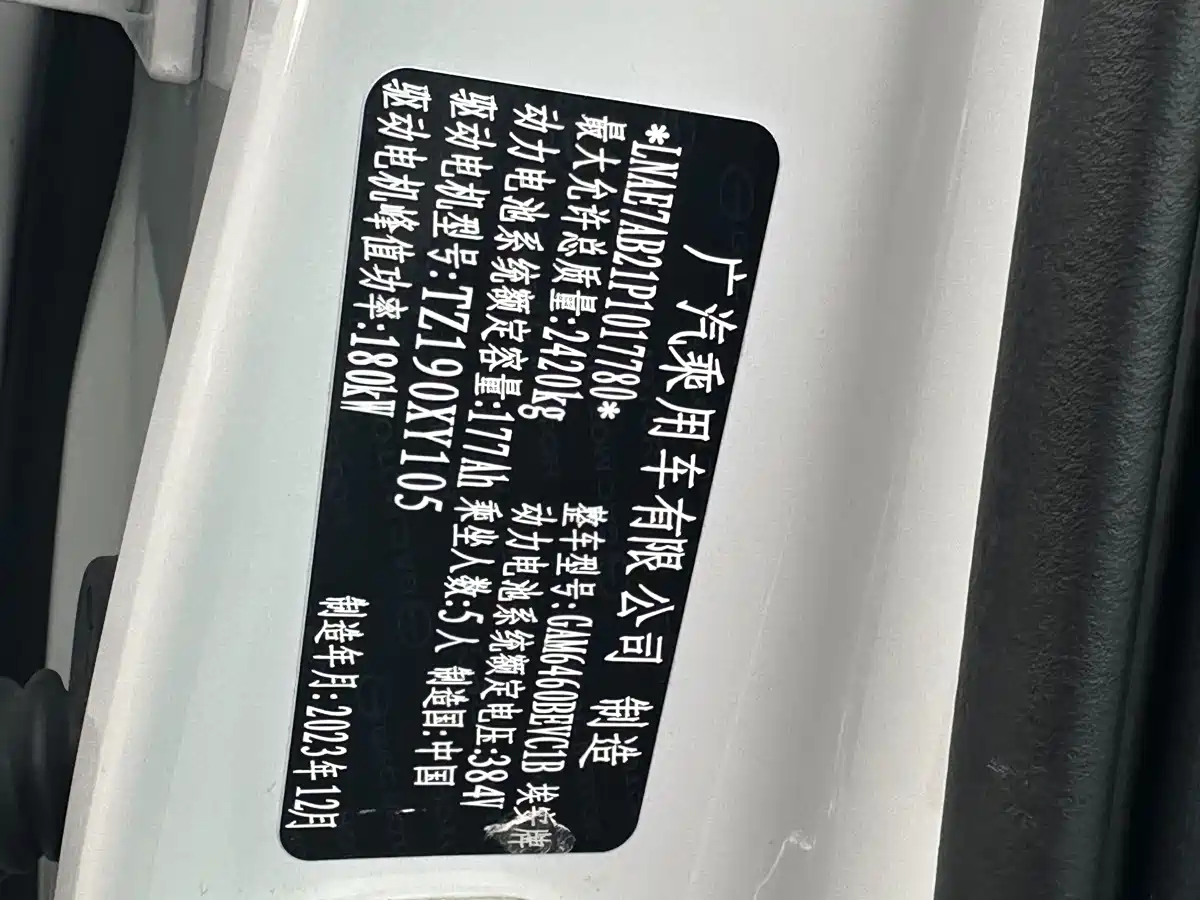 广汽乘用车有限公司 制造
*LNAE7AB21P1017780* 整车型号:GAM6460BEVC1B 埃安牌
最大允许总质量:2420kg 动力电池系统额定电压:384V
动力电池系统额定容量:177Ah 乘坐人数:5人 制造国:中国
驱动电机型号:TZ190XY105
驱动电机峰值功率:180kW 制造年月:2023年12月